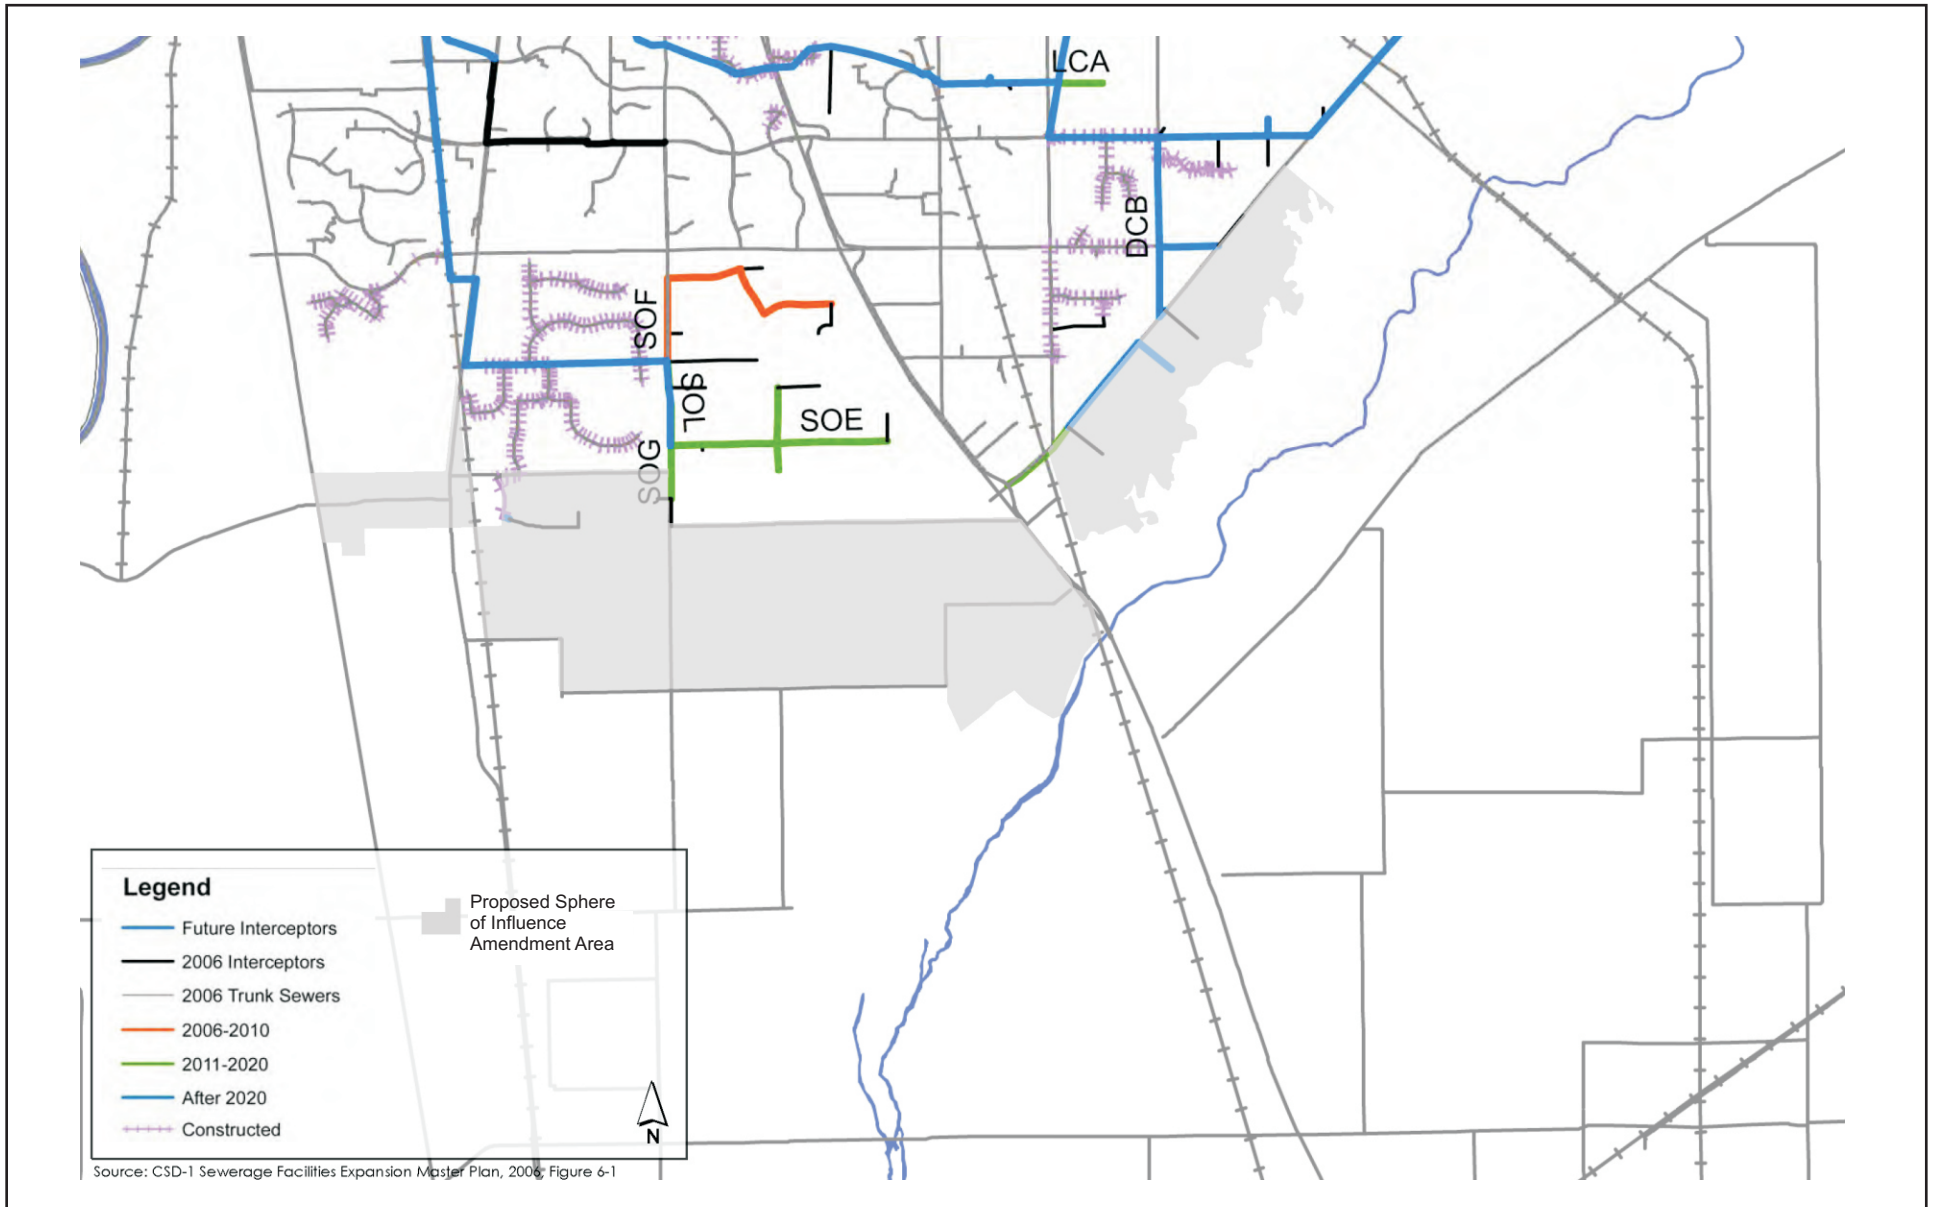 LCA
DCB
SOF
SOL
SOE
SOG
Legend
Future Interceptors
2006 Interceptors
2006 Trunk Sewers
2006-2010
2011-2020
After 2020
Constructed
Proposed Sphere
of Influence
Amendment Area
N
Source: CSD-1 Sewerage Facilities Expansion Master Plan, 2006, Figure 6-1